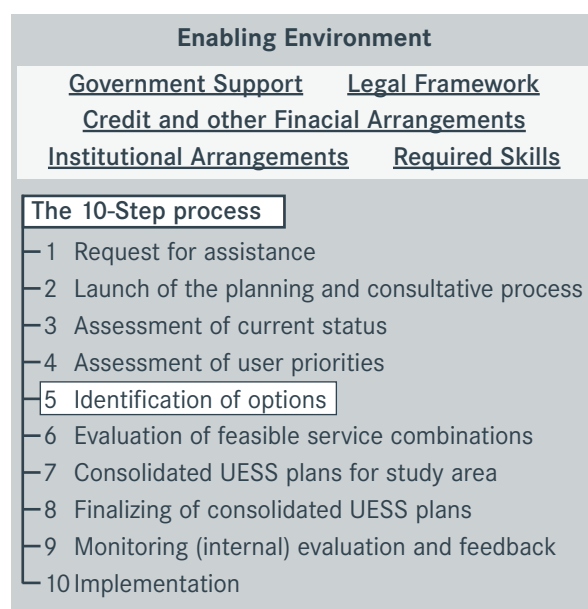 Enabling Environment
Government Support Legal Framework
Credit and other Finacial Arrangements
Institutional Arrangements Required Skills
The 10-Step process
1 Request for assistance
2 Launch of the planning and consultative process
3 Assessment of current status
4 Assessment of user priorities
5 Identification of options
6 Evaluation of feasible service combinations
7 Consolidated UESS plans for study area
8 Finalizing of consolidated UESS plans
9 Monitoring (internal) evaluation and feedback
10 Implementation